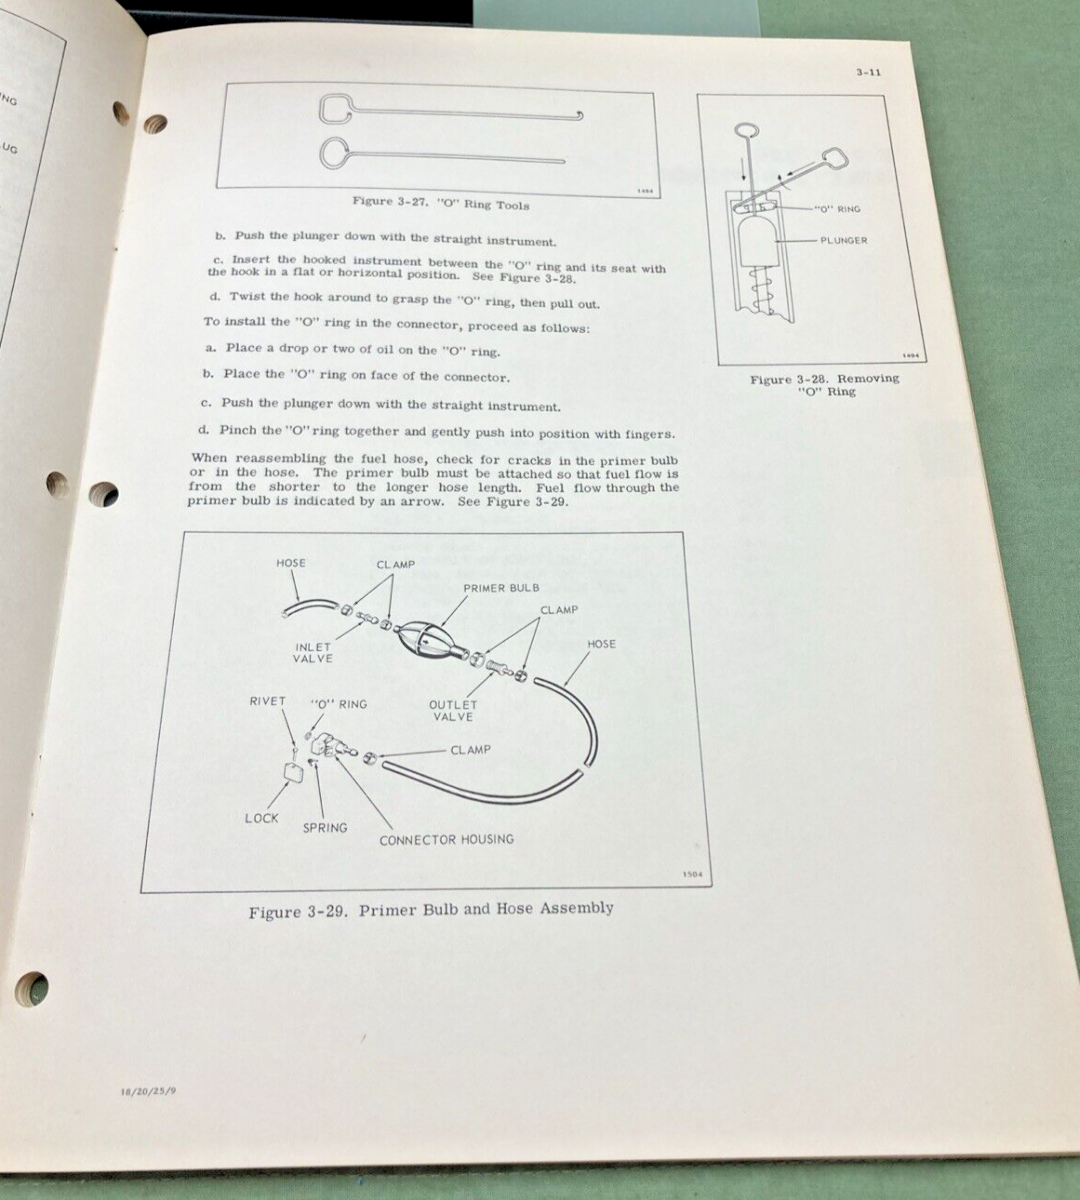 NG
UG
3-11
1494
Figure 3-27. "O" Ring Tools
b. Push the plunger down with the straight instrument.
c. Insert the hooked instrument between the "O" ring and its seat with
the hook in a flat or horizontal position. See Figure 3-28.
d. Twist the hook around to grasp the "O" ring, then pull out.
To install the "O" ring in the connector, proceed as follows:
a. Place a drop or two of oil on the "O" ring.
b. Place the "O" ring on face of the connector.
c. Push the plunger down with the straight instrument.
d. Pinch the "O" ring together and gently push into position with fingers.
When reassembling the fuel hose, check for cracks in the primer bulb
or in the hose. The primer bulb must be attached so that fuel flow is
from the shorter to the longer hose length. Fuel flow through the
primer bulb is indicated by an arrow. See Figure 3-29.
"O" RING
PLUNGER
1494
Figure 3-28. Removing
"O" Ring
HOSE
CLAMP
PRIMER BULB
CLAMP
HOSE
INLET
VALVE
OUTLET
VALVE
RIVET
"O" RING
CLAMP
LOCK
SPRING
CONNECTOR HOUSING
1504
Figure 3-29. Primer Bulb and Hose Assembly
18/20/25/9